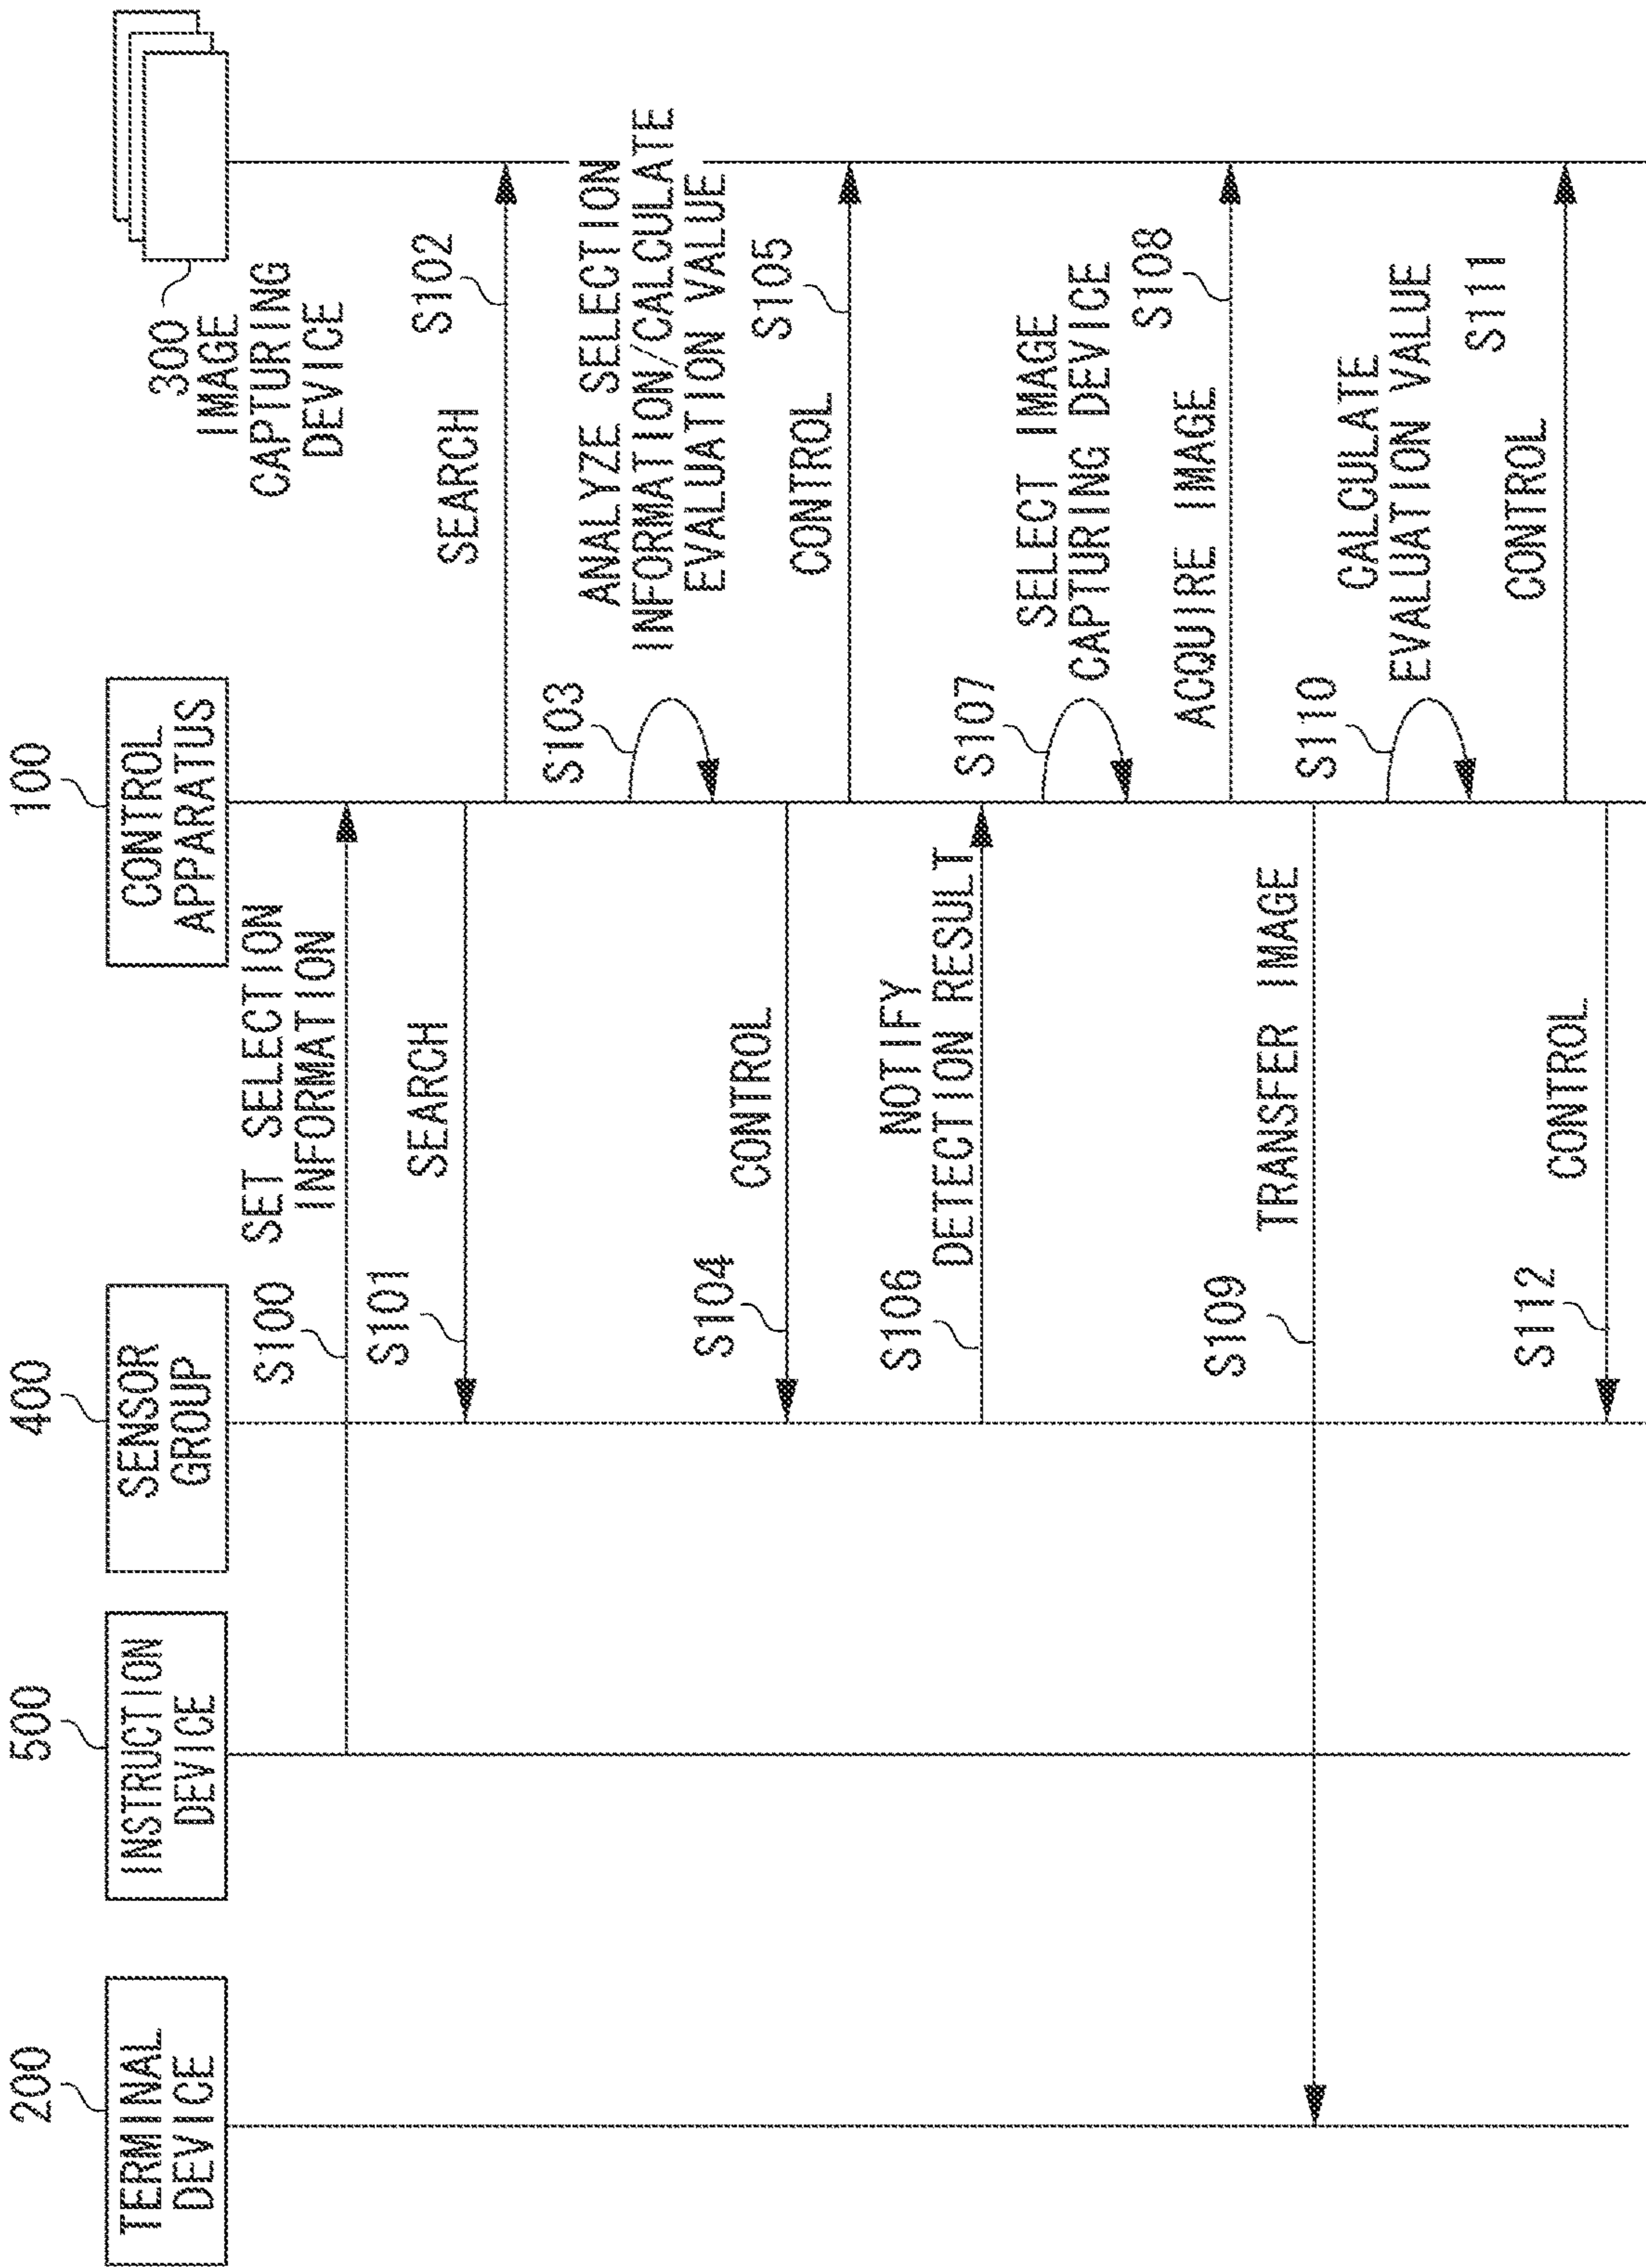 200
TERMINAL
DEVICE
500
INSTRUCTION
DEVICE
400
SENSOR
GROUP
100
CONTROL
APPARATUS
300
IMAGE
CAPTURING
DEVICE
S100
SET SELECTION
INFORMATION
S101
SEARCH
SEARCH
S102
S103
ANALYZE SELECTION
INFORMATION/CALCULATE
EVALUATION VALUE
S104
CONTROL
CONTROL
S105
S106
NOTIFY
DETECTION RESULT
S107
SELECT IMAGE
CAPTURING DEVICE
ACQUIRE IMAGE
S108
S109
TRANSFER IMAGE
S110
CALCULATE
EVALUATION VALUE
CONTROL
S111
S112
CONTROL